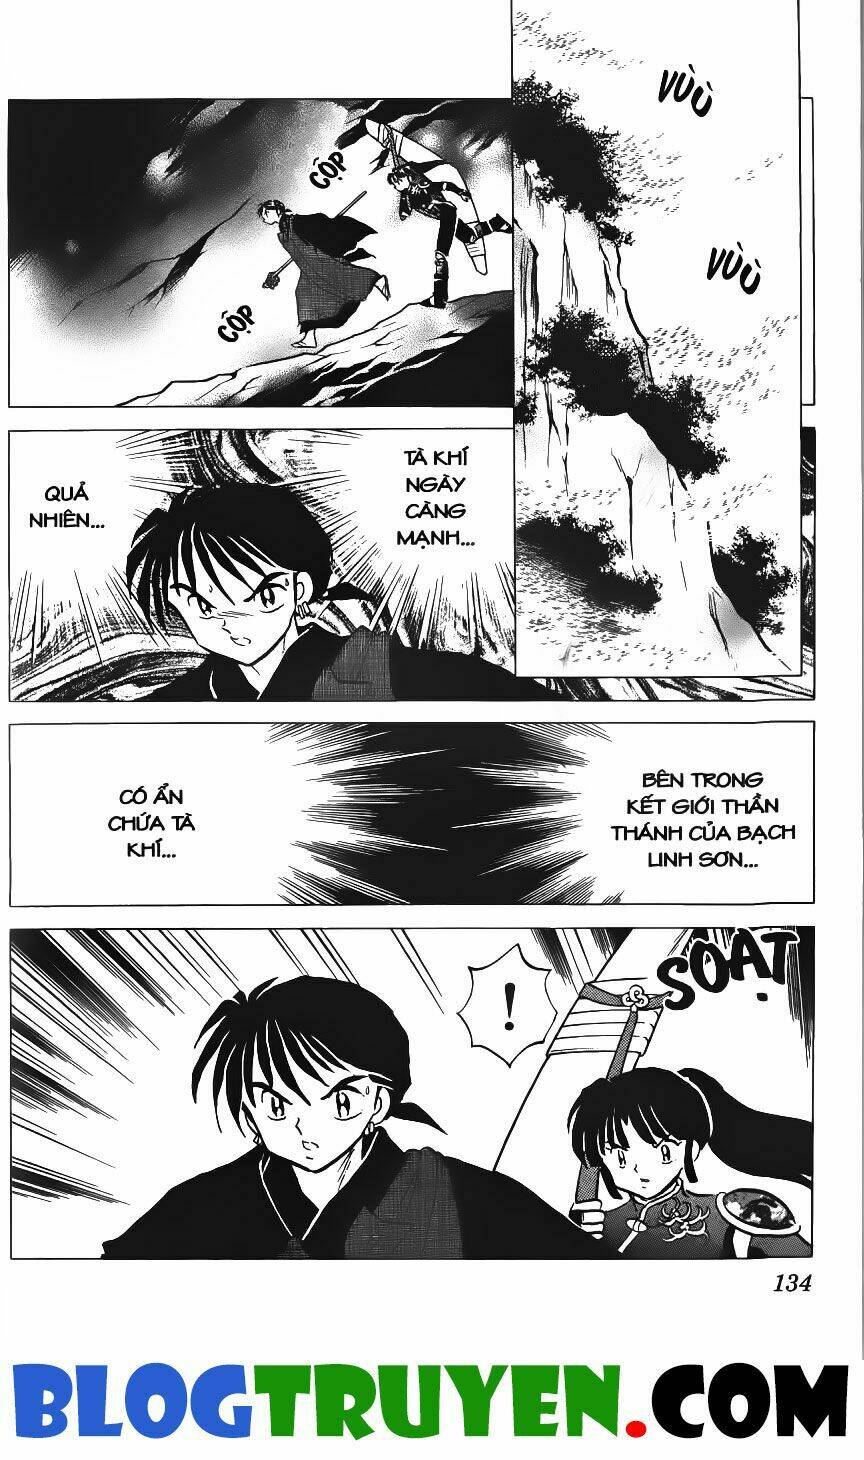 VÙÙ
VÙÙ
CỘP
CỘP
TÀ KHÍ
NGÀY
CÀNG
MẠNH...
QUẢ
NHIÊN...
BÊN TRONG
KẾT GIỚI THẦN
THÁNH CỦA BẠCH
LINH SƠN...
CÓ ẨN
CHỨA TÀ
KHÍ...
SOẠT
!
134
BLOGTRUYEN.COM